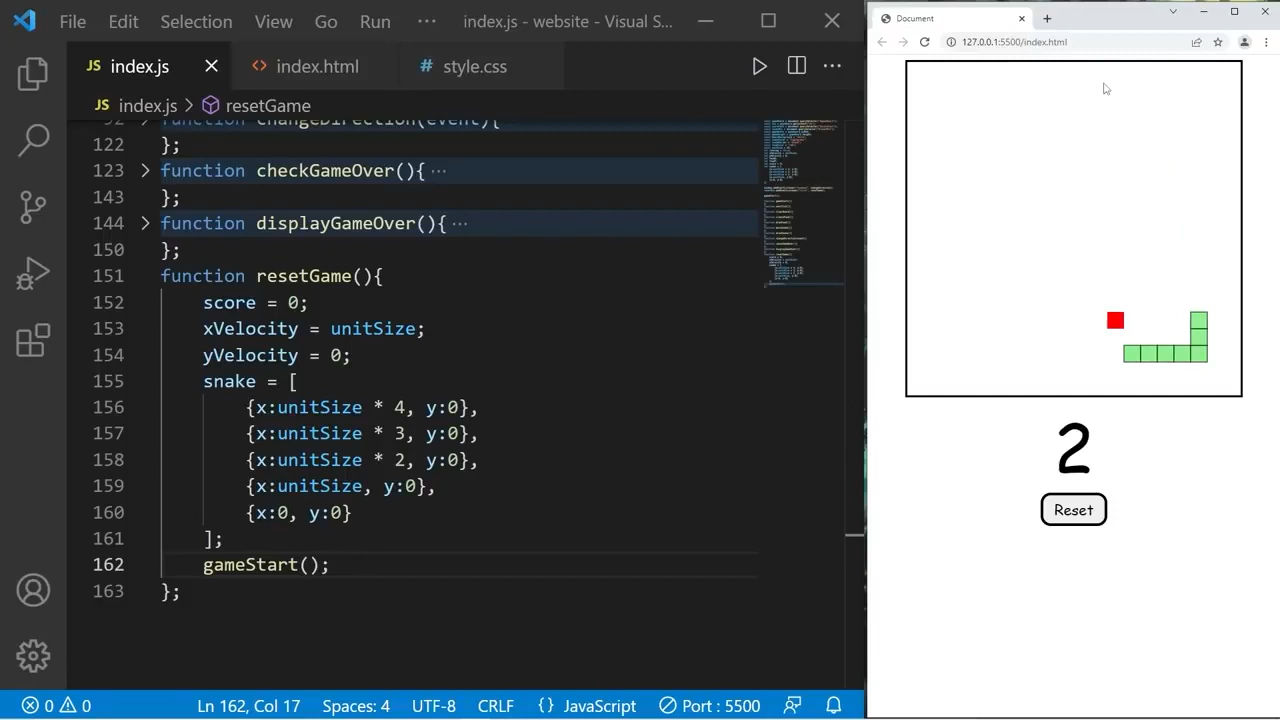 File Edit Selection View Go Run ··· index.js - website - Visual S...
JS index.js
<> index.html
# style.css
JS index.js > resetGame
92 function changeDirection(event){
122 };
123 function checkGameOver(){ ···
143 };
144 function displayGameOver(){ ···
150 };
151 function resetGame(){
152 score = 0;
153 xVelocity = unitSize;
154 yVelocity = 0;
155 snake = [
156 {x:unitSize * 4, y:0},
157 {x:unitSize * 3, y:0},
158 {x:unitSize * 2, y:0},
159 {x:unitSize, y:0},
160 {x:0, y:0}
161 ];
162 gameStart();
163 };
0 0 Ln 162, Col 17 Spaces: 4 UTF-8 CRLF {} JavaScript Port : 5500
Document
127.0.0.1:5500/index.html
2
Reset